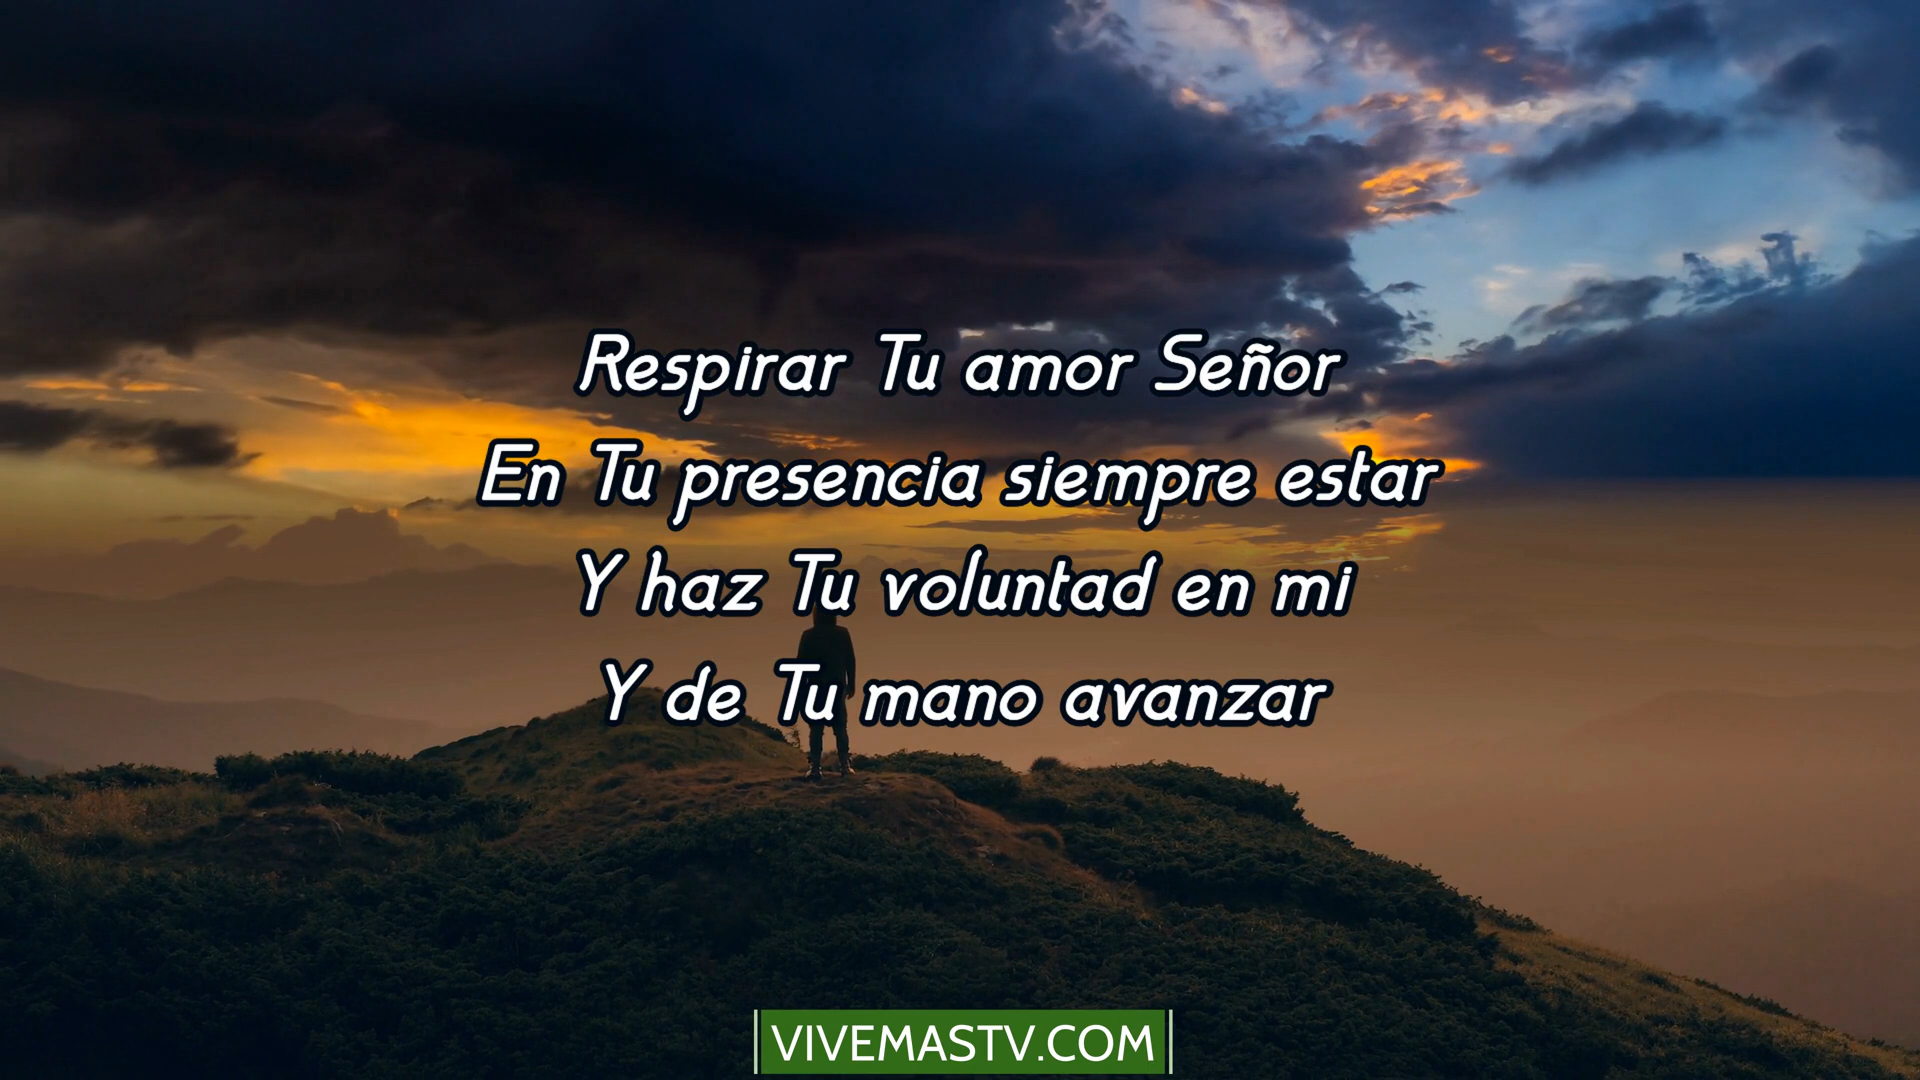 Respirar Tu amor Señor
En Tu presencia siempre estar
Y haz Tu voluntad en mi
Y de Tu mano avanzar
VIVEMASTV.COM